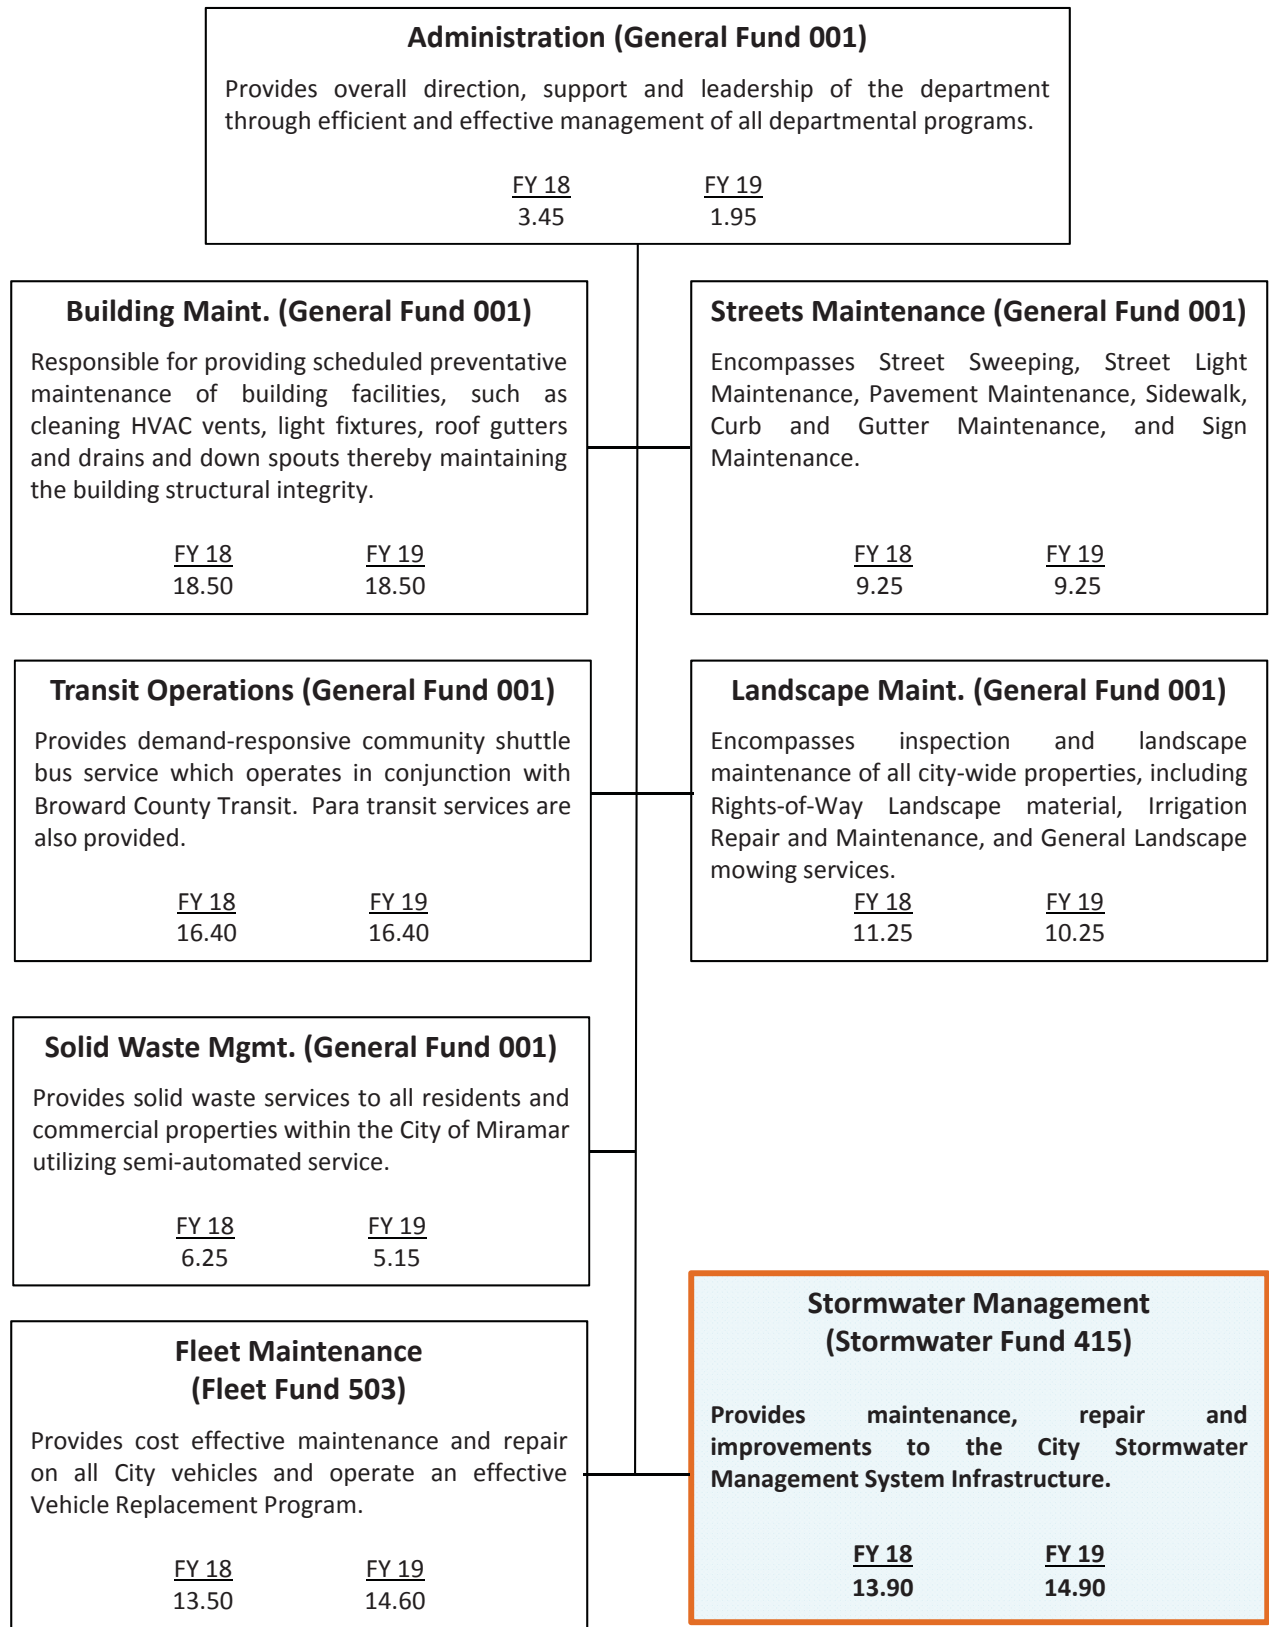 Administration (General Fund 001)
Provides overall direction, support and leadership of the department
through efficient and effective management of all departmental programs.
FY 18 FY 19
3.45 1.95
Building Maint. (General Fund 001)
Responsible for providing scheduled preventative
maintenance of building facilities, such as
cleaning HVAC vents, light fixtures, roof gutters
and drains and down spouts thereby maintaining
the building structural integrity.
FY 18 FY 19
18.50 18.50
Streets Maintenance (General Fund 001)
Encompasses Street Sweeping, Street Light
Maintenance, Pavement Maintenance, Sidewalk,
Curb and Gutter Maintenance, and Sign
Maintenance.
FY 18 FY 19
9.25 9.25
Transit Operations (General Fund 001)
Provides demand-responsive community shuttle
bus service which operates in conjunction with
Broward County Transit. Para transit services are
also provided.
FY 18 FY 19
16.40 16.40
Landscape Maint. (General Fund 001)
Encompasses inspection and landscape
maintenance of all city-wide properties, including
Rights-of-Way Landscape material, Irrigation
Repair and Maintenance, and General Landscape
mowing services.
FY 18 FY 19
11.25 10.25
Solid Waste Mgmt. (General Fund 001)
Provides solid waste services to all residents and
commercial properties within the City of Miramar
utilizing semi-automated service.
FY 18 FY 19
6.25 5.15
Fleet Maintenance
(Fleet Fund 503)
Provides cost effective maintenance and repair
on all City vehicles and operate an effective
Vehicle Replacement Program.
FY 18 FY 19
13.50 14.60
Stormwater Management
(Stormwater Fund 415)
Provides maintenance, repair and
improvements to the City Stormwater
Management System Infrastructure.
FY 18 FY 19
13.90 14.90